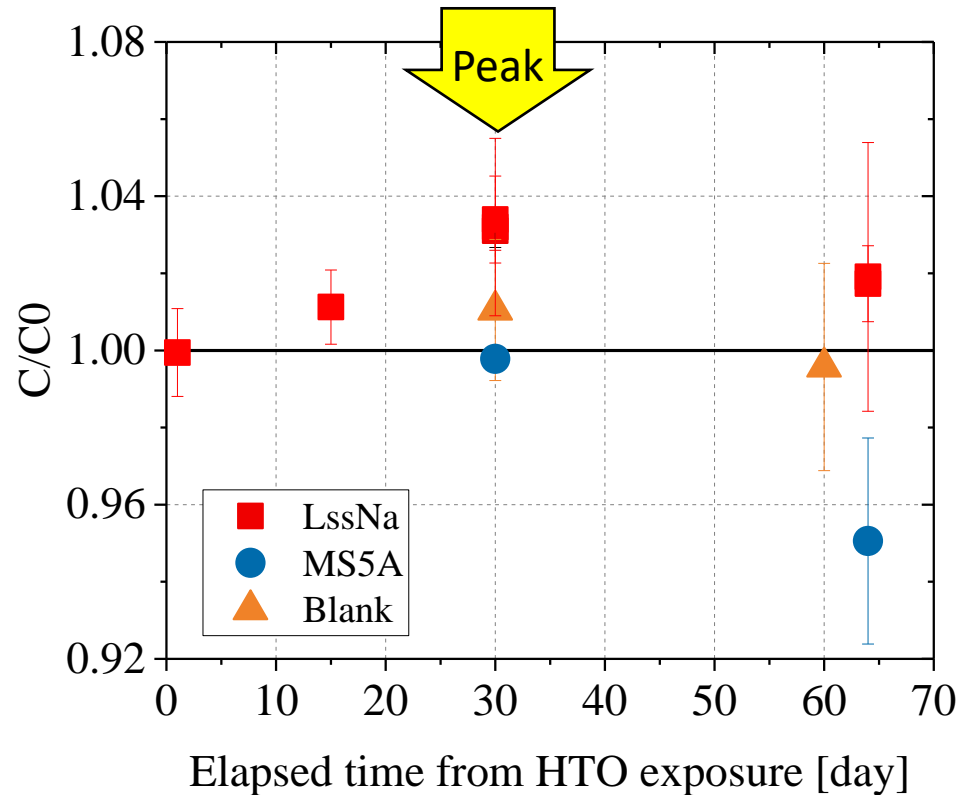 Peak
1.08
1.04
1.00
0.96
0.92
C/C0
LssNa
MS5A
Blank
0 10 20 30 40 50 60 70
Elapsed time from HTO exposure [day]